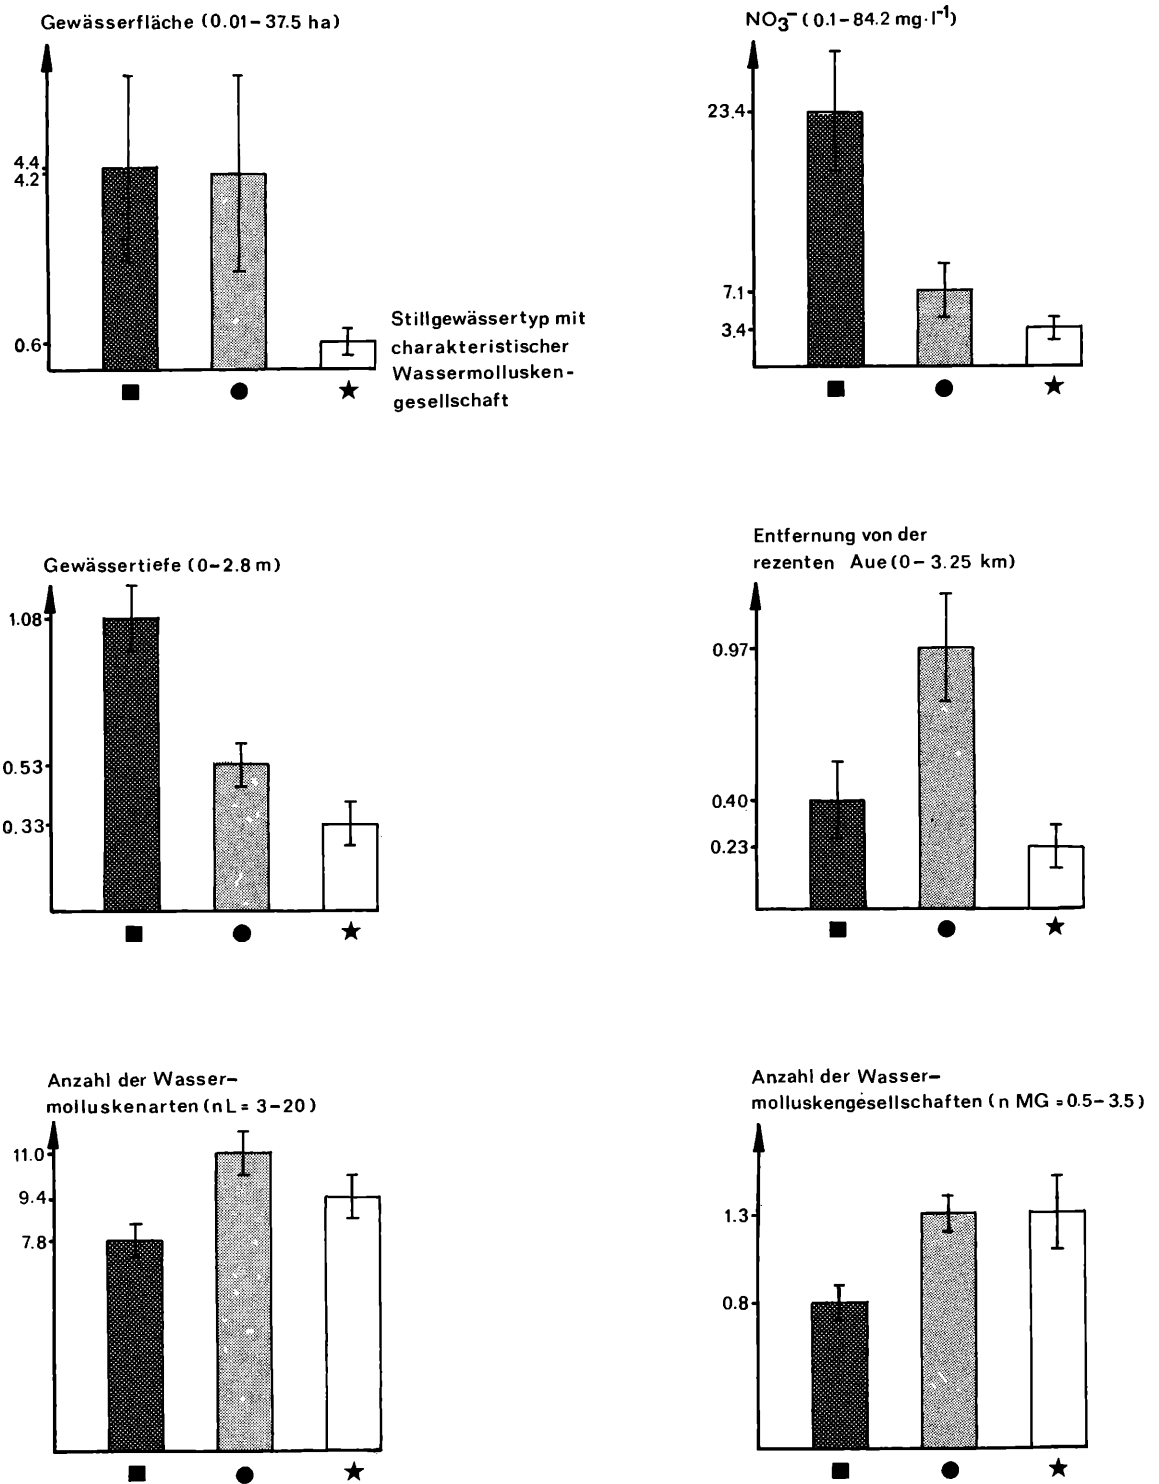 Gewässerfläche (0.01–37.5 ha)
4.4
4.2
0.6
Stillgewässertyp mit
charakteristischer
Wassermollusken-
gesellschaft
NO₃⁻ (0.1–84.2 mg·l⁻¹)
23.4
7.1
3.4
Gewässertiefe (0–2.8 m)
1.08
0.53
0.33
Entfernung von der
rezenten Aue (0–3.25 km)
0.97
0.40
0.23
Anzahl der Wasser–
molluskenarten (nL = 3–20)
11.0
9.4
7.8
Anzahl der Wasser–
molluskengesellschaften (n MG = 0.5–3.5)
1.3
0.8